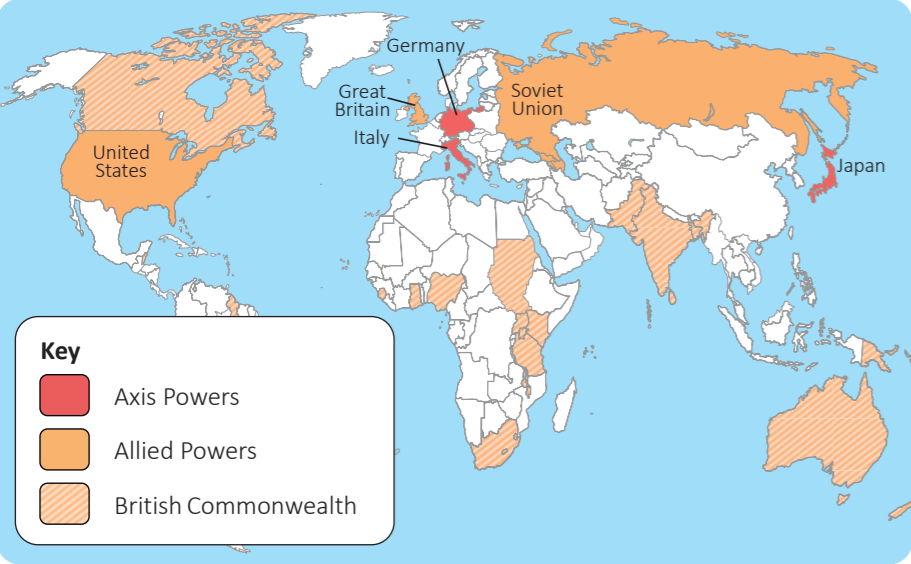 Germany
Great
Britain
Italy
Soviet
Union
United
States
Japan
Key
Axis Powers
Allied Powers
British Commonwealth